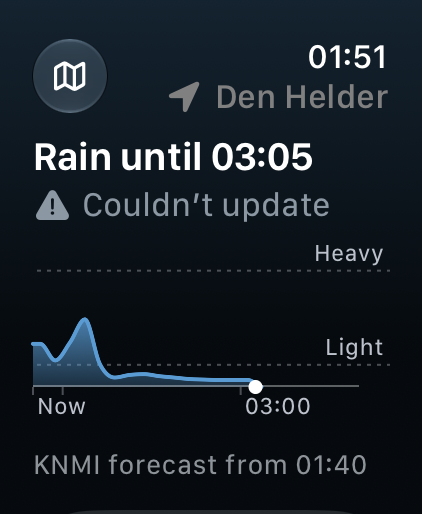 01:51
Den Helder
Rain until 03:05
Couldn't update
Heavy
Light
Now
03:00
KNMI forecast from 01:40